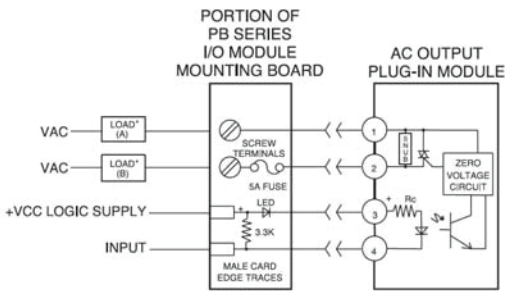 PORTION OF
PB SERIES
I/O MODULE
MOUNTING BOARD
AC OUTPUT
PLUG-IN MODULE
VAC
LOAD*
(A)
SCREW
TERMINALS
1
SNUB
VAC
LOAD*
(B)
5A FUSE
2
ZERO
VOLTAGE
CIRCUIT
+VCC LOGIC SUPPLY
+
LED
3
+
Rc
3.3K
INPUT
4
MALE CARD
EDGE TRACES